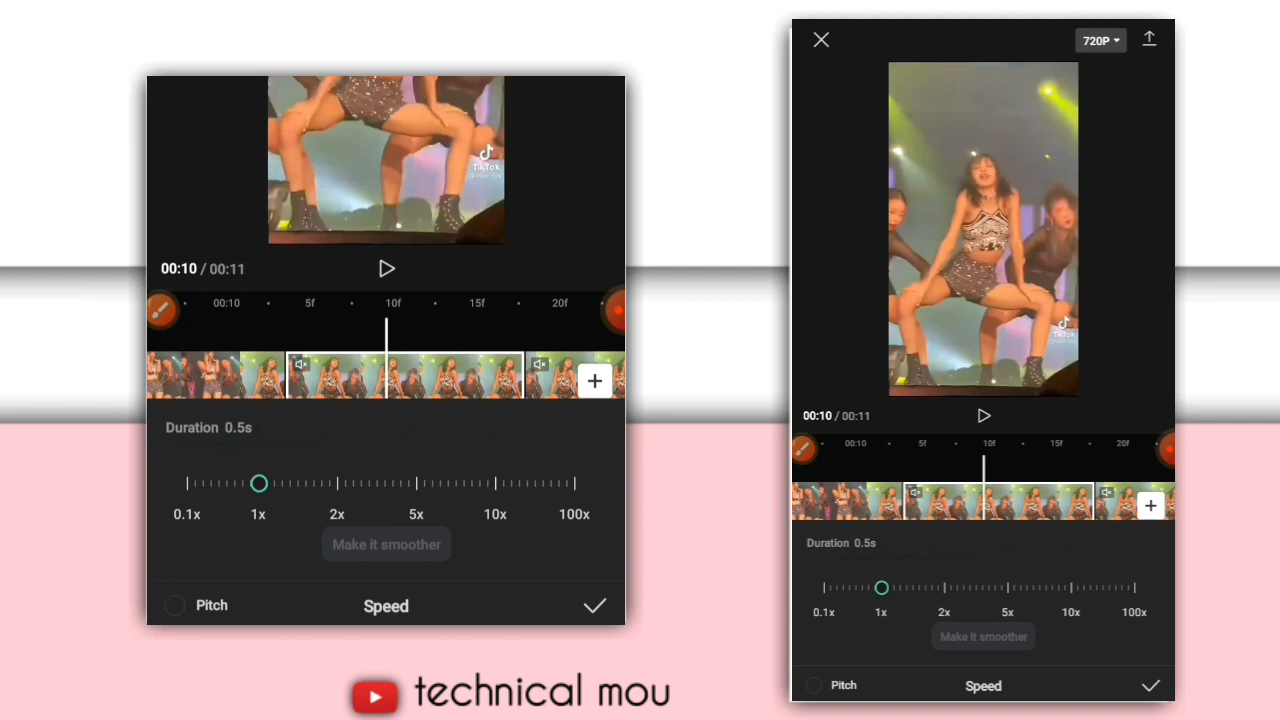 TikTok
00:10 / 00:11
00:10 5f 10f 15f 20f
Duration 0.5s
0.1x 1x 2x 5x 10x 100x
Make it smoother
Pitch Speed
720P
TikTok
00:10 / 00:11
00:10 5f 10f 15f 20f
Duration 0.5s
0.1x 1x 2x 5x 10x 100x
Make it smoother
Pitch Speed
technical mou